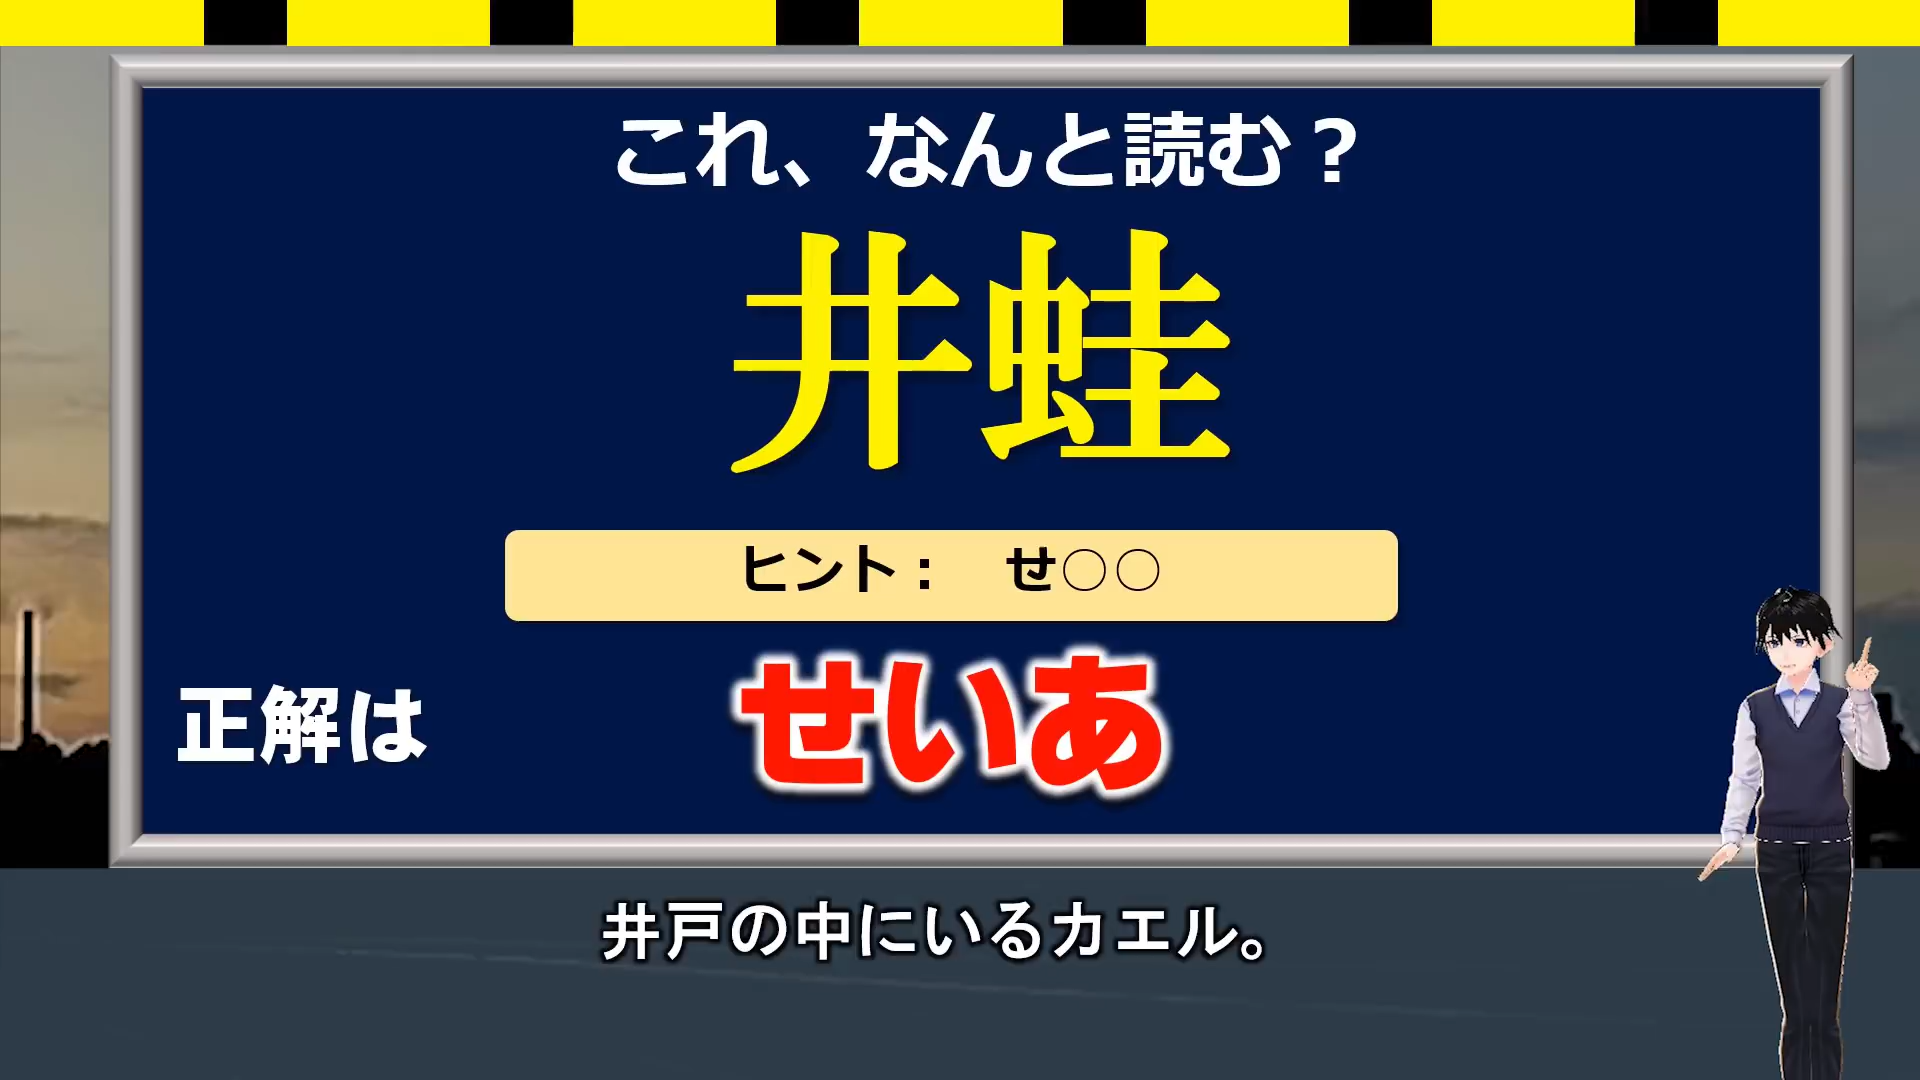 これ、なんと読む？
井蛙
ヒント：　せ○○
正解は　せいあ
井戸の中にいるカエル。